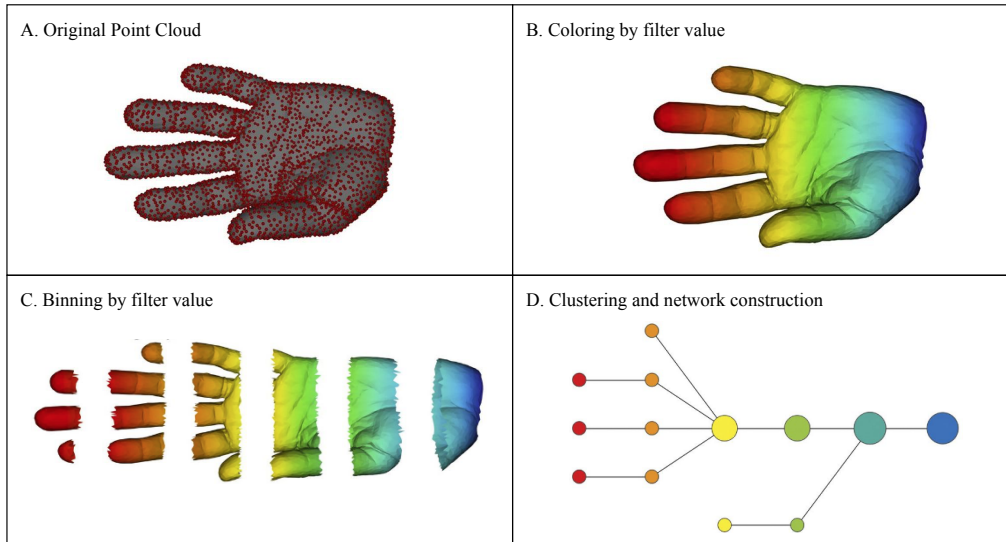 A. Original Point Cloud
B. Coloring by filter value
C. Binning by filter value
D. Clustering and network construction